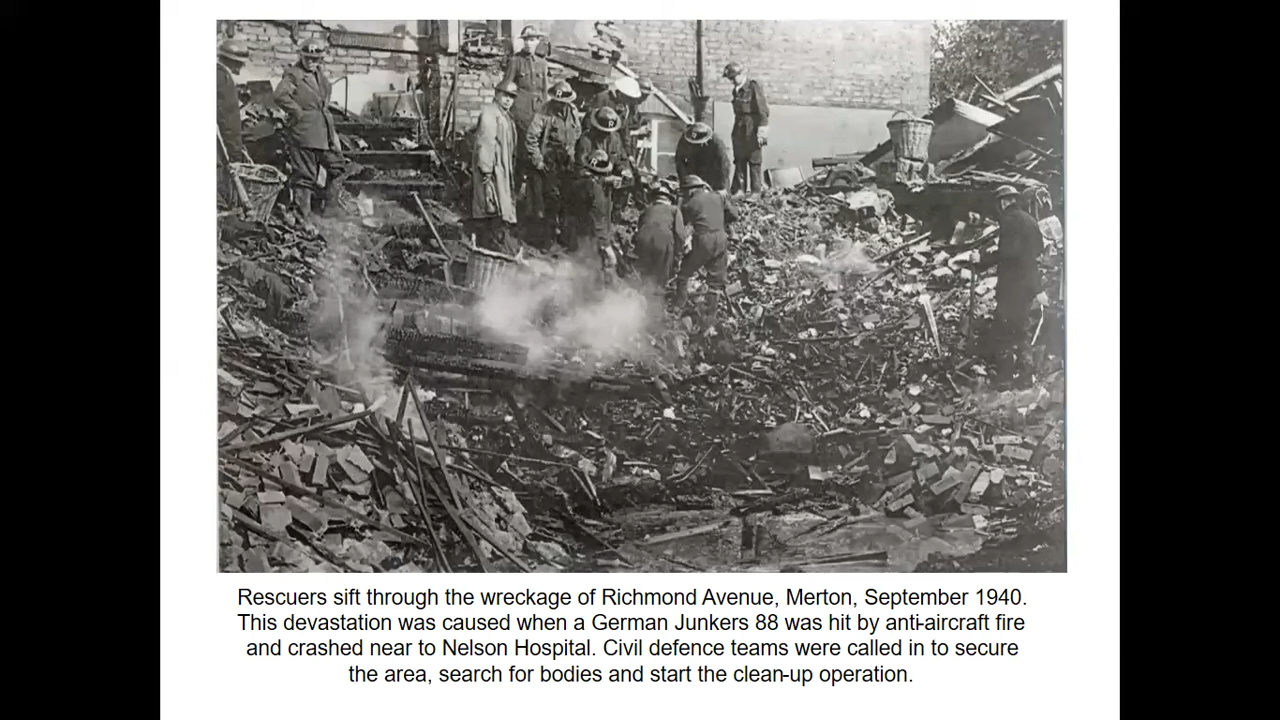 Rescuers sift through the wreckage of Richmond Avenue, Merton, September 1940.
This devastation was caused when a German Junkers 88 was hit by anti-aircraft fire
and crashed near to Nelson Hospital. Civil defence teams were called in to secure
the area, search for bodies and start the clean-up operation.